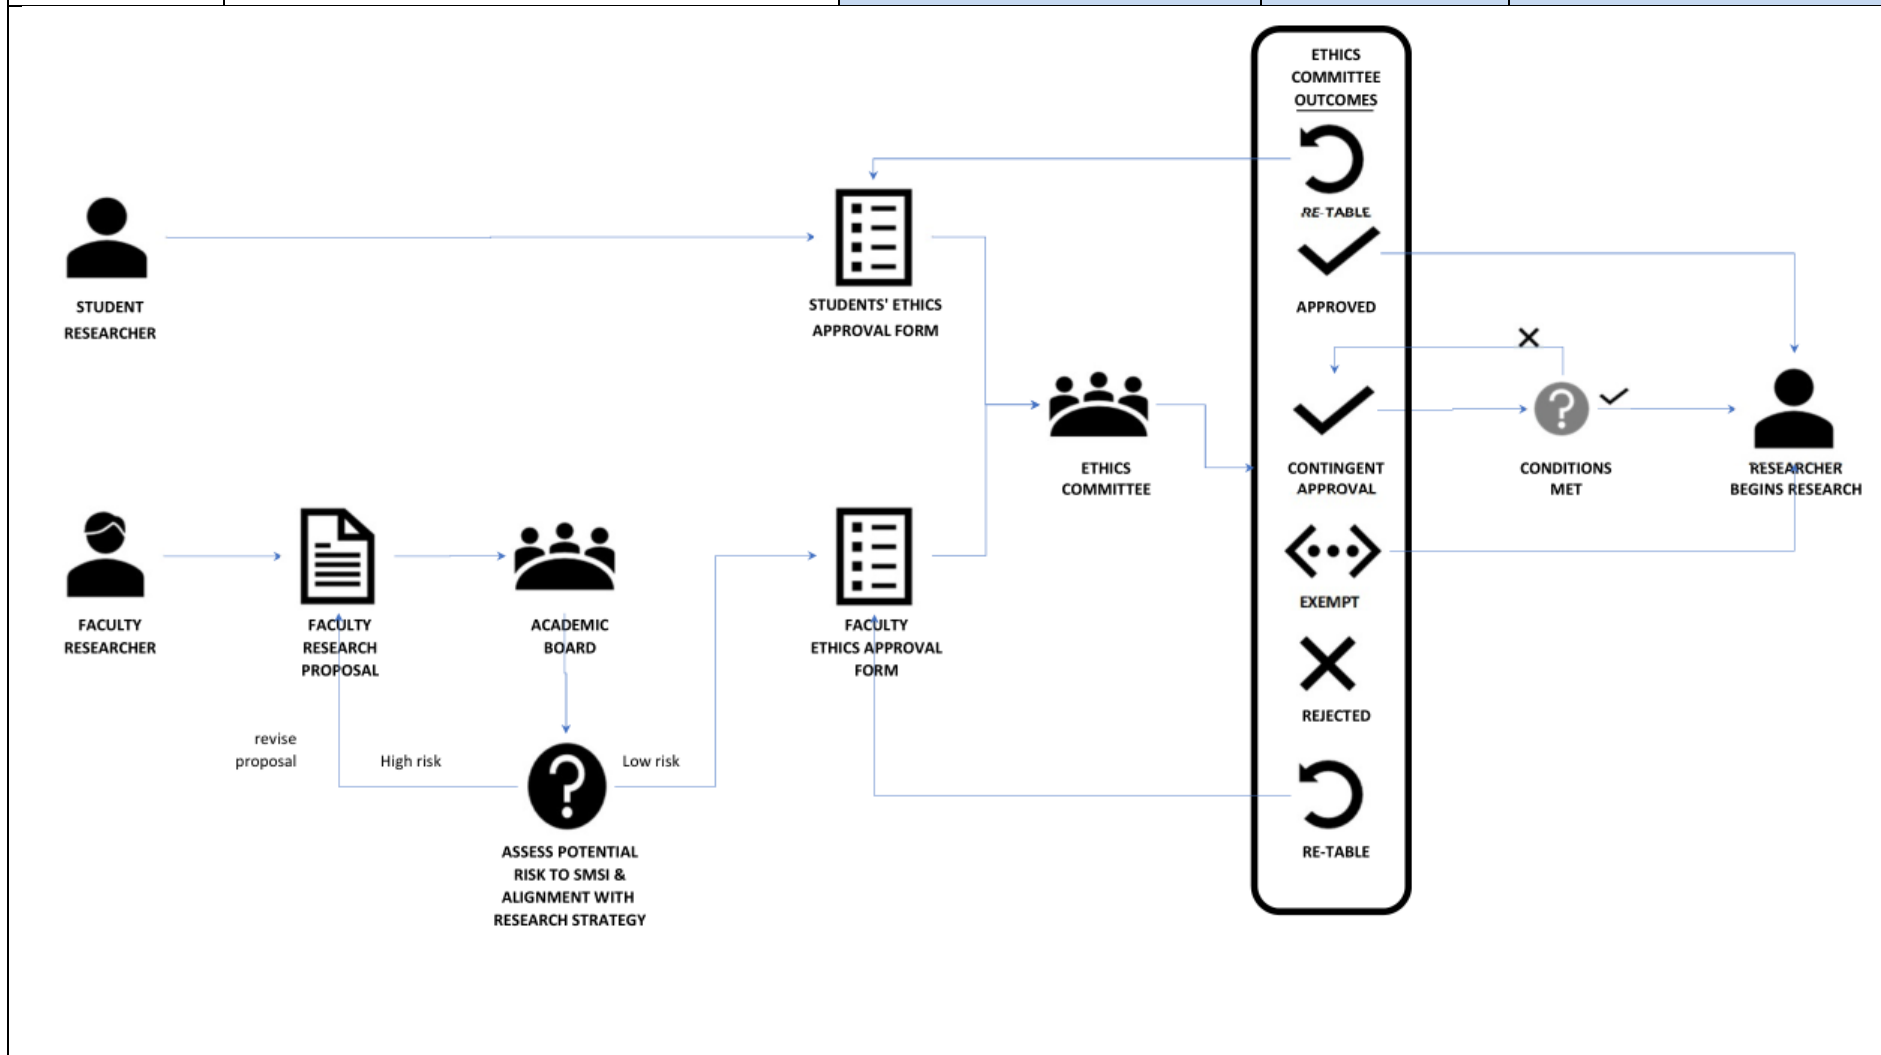 ETHICS
COMMITTEE
OUTCOMES
RE-TABLE
APPROVED
STUDENT
RESEARCHER
STUDENTS' ETHICS
APPROVAL FORM
ETHICS
COMMITTEE
CONTINGENT
APPROVAL
CONDITIONS
MET
RESEARCHER
BEGINS RESEARCH
EXEMPT
FACULTY
RESEARCHER
FACULTY
RESEARCH
PROPOSAL
ACADEMIC
BOARD
FACULTY
ETHICS APPROVAL
FORM
REJECTED
revise
proposal
High risk
Low risk
ASSESS POTENTIAL
RISK TO SMSI &
ALIGNMENT WITH
RESEARCH STRATEGY
RE-TABLE